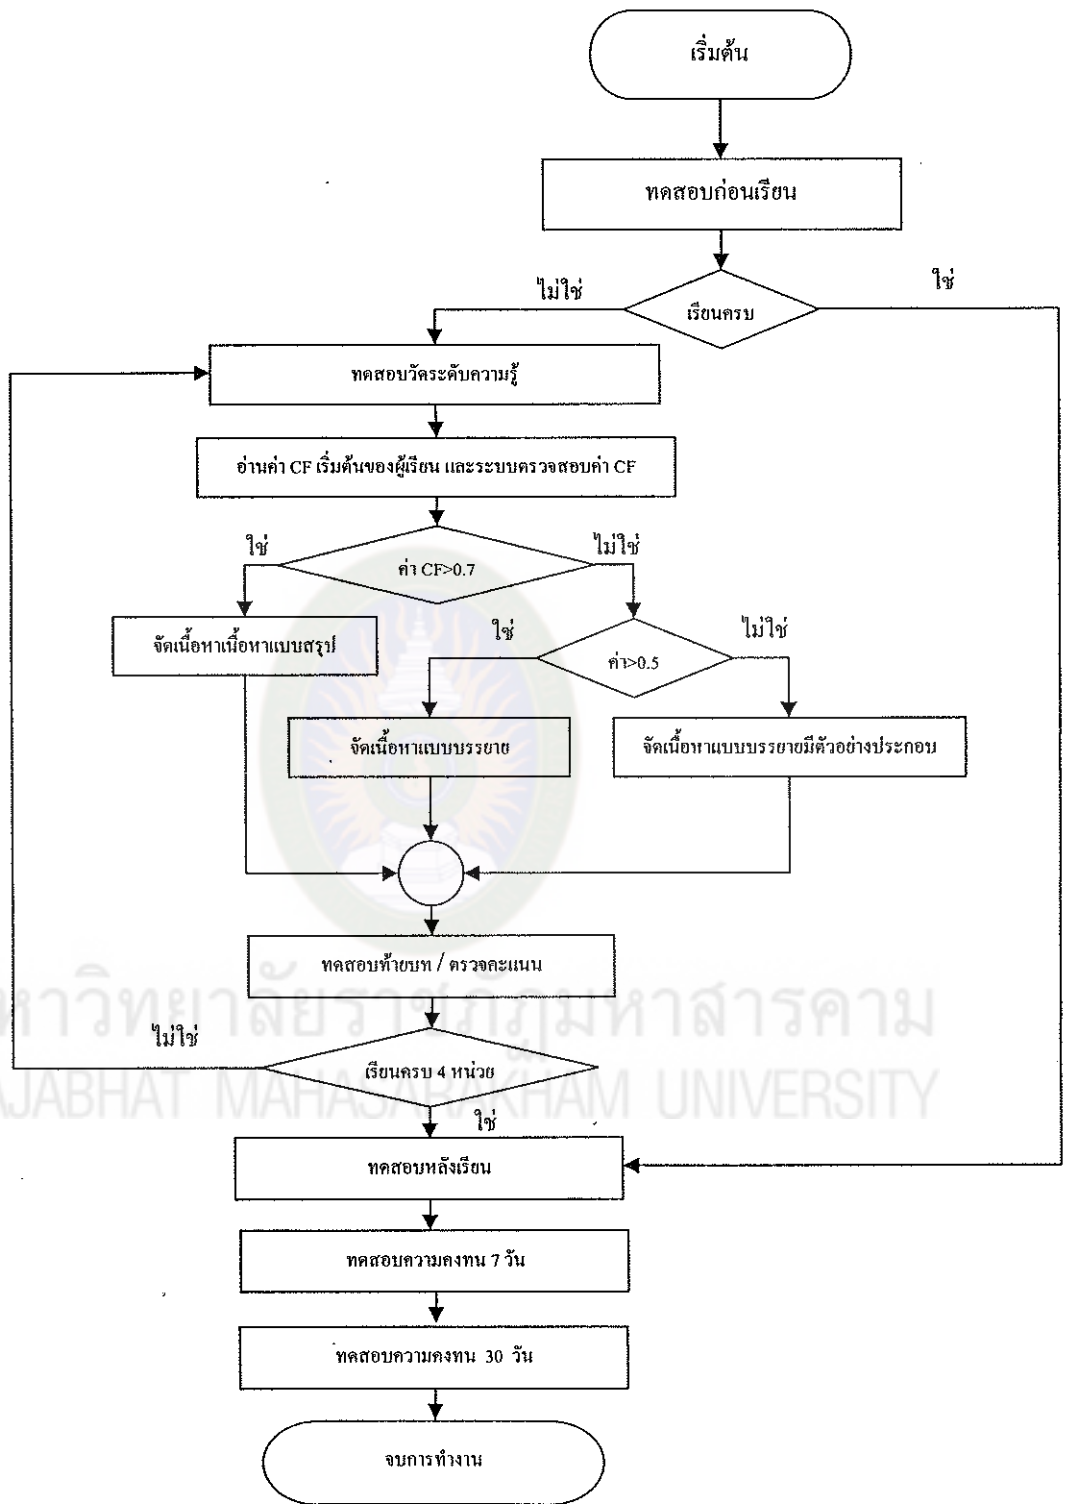 เริ่มต้น
ทดสอบก่อนเรียน
ไม่ใช่
ใช่
เรียนครบ
ทดสอบวัดระดับความรู้
อ่านค่า CF เริ่มต้นของผู้เรียน และระบบตรวจสอบค่า CF
ใช่
ไม่ใช่
ค่า CF>0.7
จัดเนื้อหาเนื้อหาแบบสรุป
ใช่
ไม่ใช่
ค่า>0.5
จัดเนื้อหาแบบบรรยาย
จัดเนื้อหาแบบบรรยายมีตัวอย่างประกอบ
ทดสอบท้ายบท / ตรวจคะแนน
หาวิทยาลัยราชภัฏมหาสารคาม
ไม่ใช่
เรียนครบ 4 หน่วย
AJABHAT MAHASARAKHAM UNIVERSITY
ใช่
ทดสอบหลังเรียน
ทดสอบความคงทน 7 วัน
ทดสอบความคงทน 30 วัน
จบการทำงาน